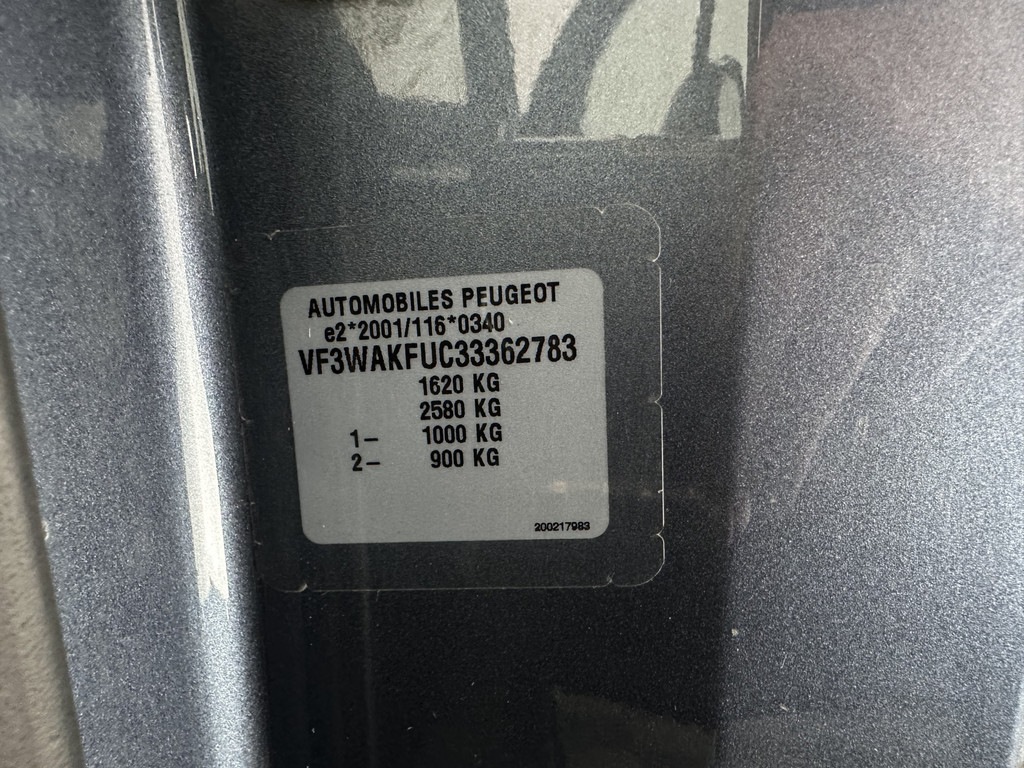 AUTOMOBILES PEUGEOT
e2*2001/116*0340
VF3WAKFUC33362783
1620 KG
2580 KG
1- 1000 KG
2- 900 KG
200217983